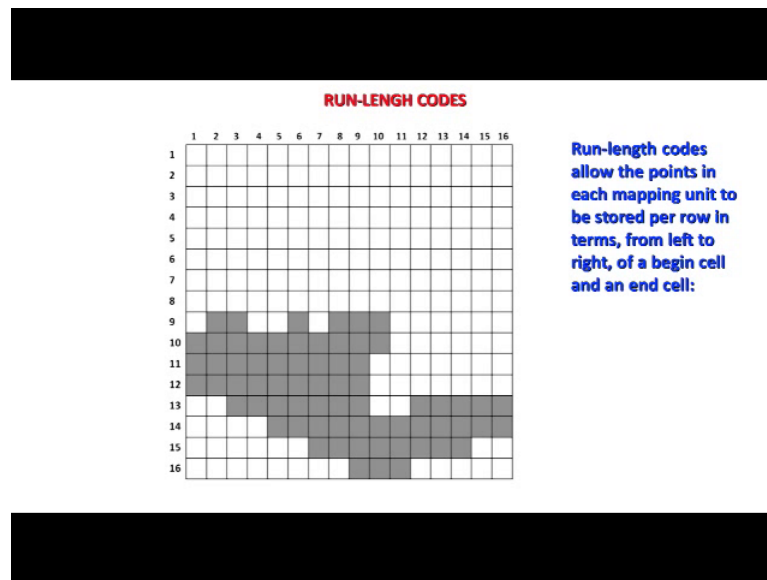 RUN-LENGH CODES
1 2 3 4 5 6 7 8 9 10 11 12 13 14 15 16
1
2
3
4
5
6
7
8
9
10
11
12
13
14
15
16
Run-length codes
allow the points in
each mapping unit to
be stored per row in
terms, from left to
right, of a begin cell
and an end cell: